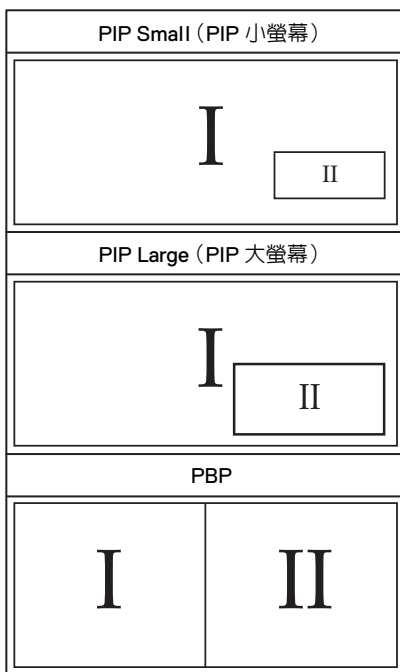 PIP Small（PIP 小螢幕）
I
II
PIP Large（PIP 大螢幕）
I
II
PBP
I II